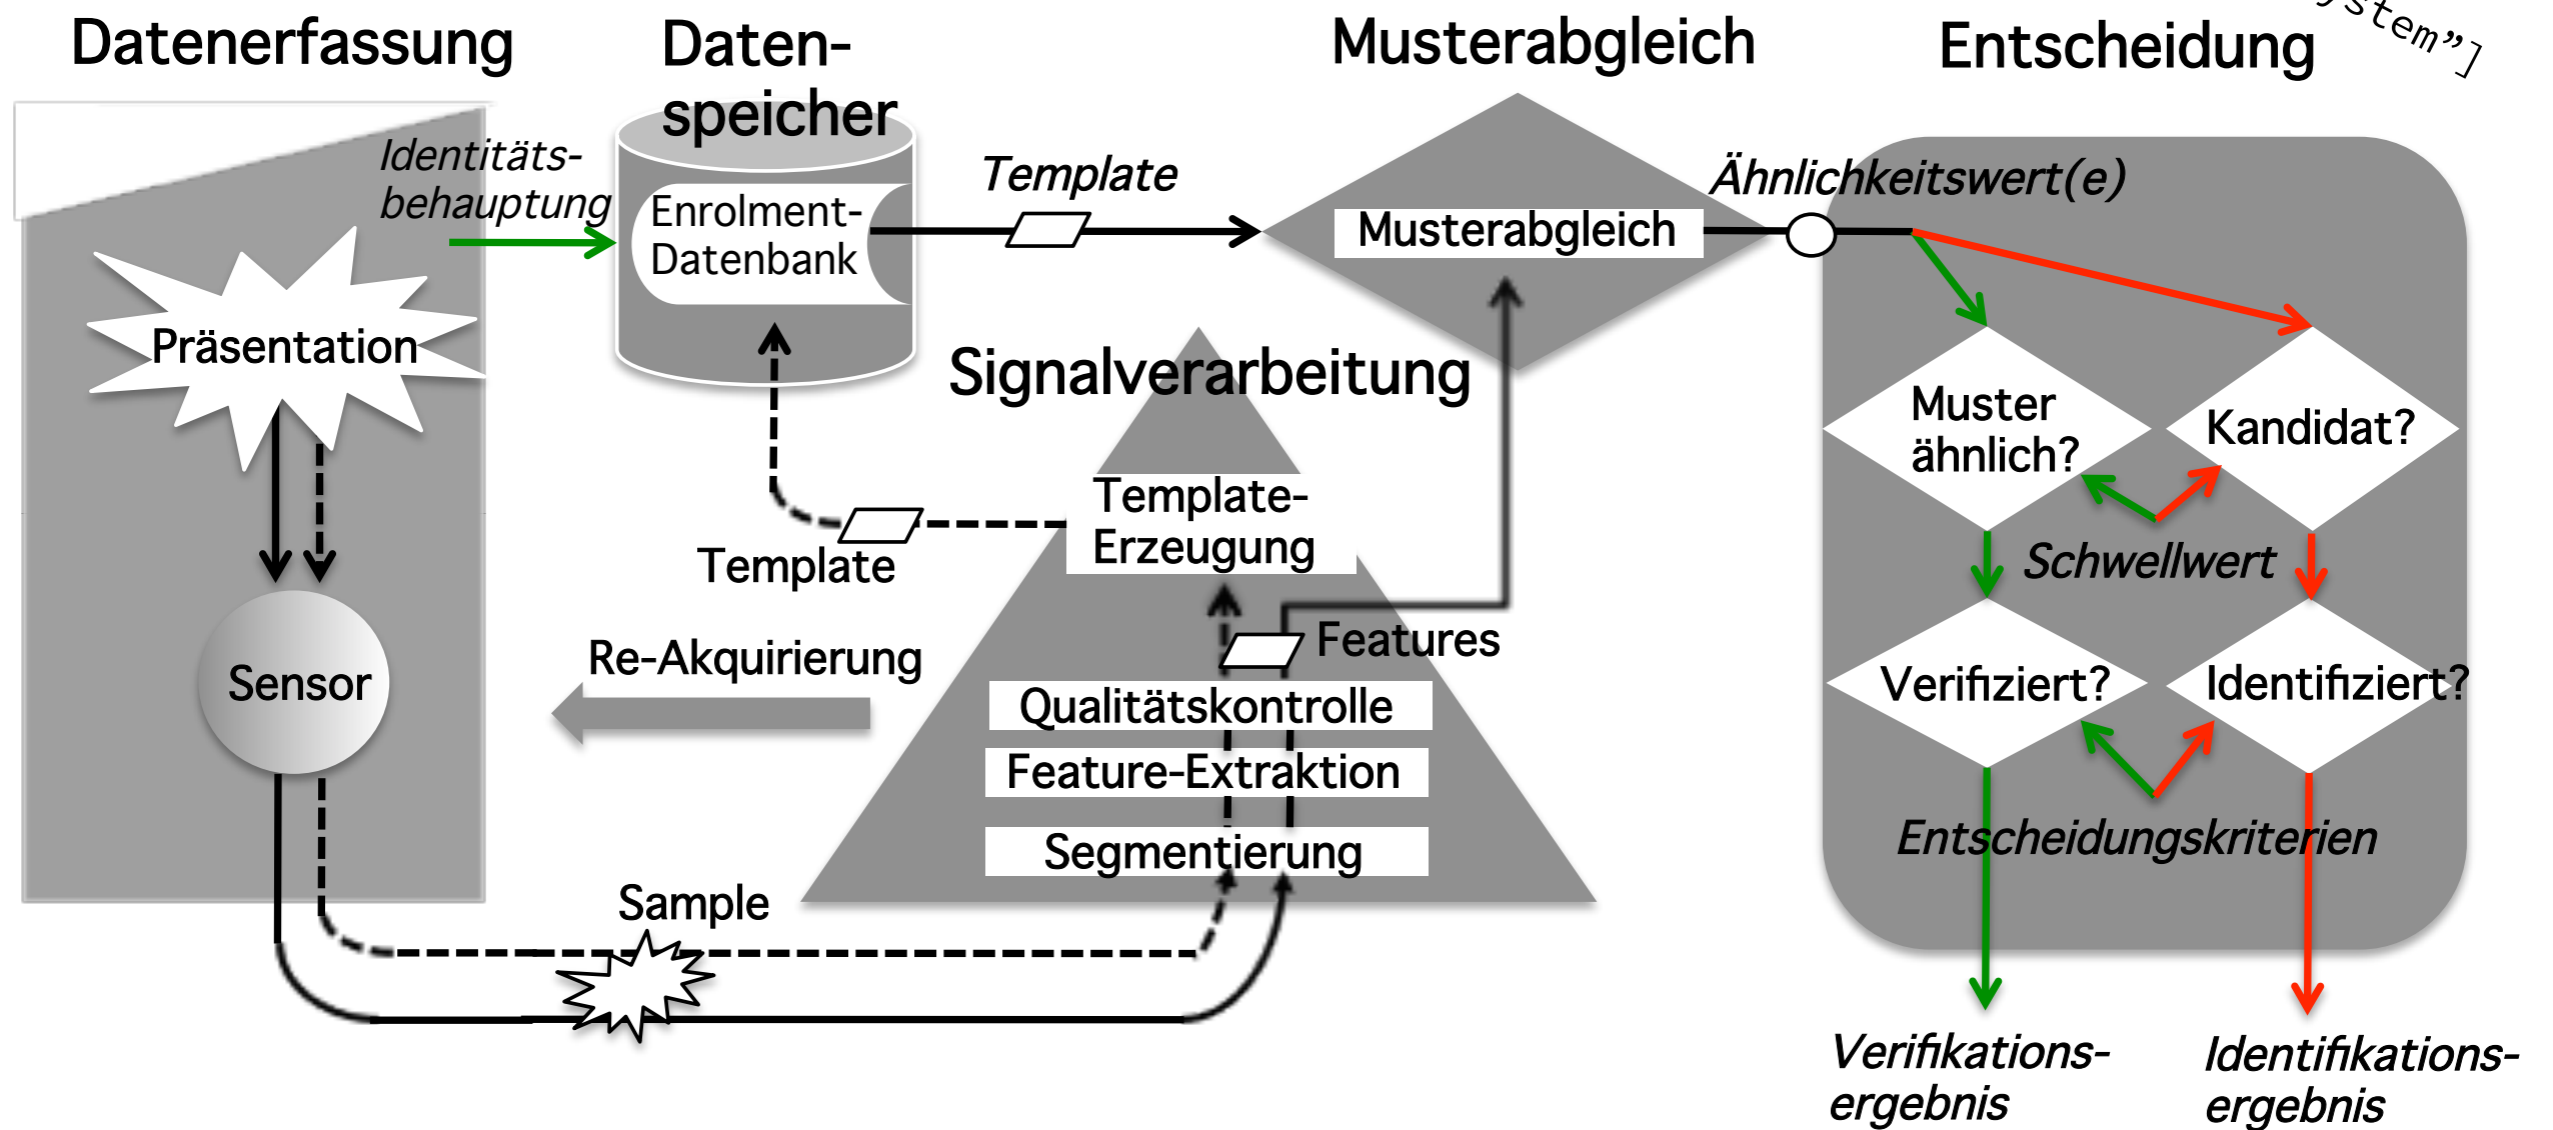 Datenerfassung
Daten-
speicher
Musterabgleich
Entscheidung
ystem”]
Identitäts-
behauptung
Enrolment-
Datenbank
Template
Musterabgleich
Ähnlichkeitswert(e)
Präsentation
Signalverarbeitung
Muster
ähnlich?
Kandidat?
Template-
Erzeugung
Template
Schwellwert
Sensor
Re-Akquirierung
Features
Qualitätskontrolle
Feature-Extraktion
Segmentierung
Verifiziert?
Identifiziert?
Entscheidungskriterien
Sample
Verifikations-
ergebnis
Identifikations-
ergebnis